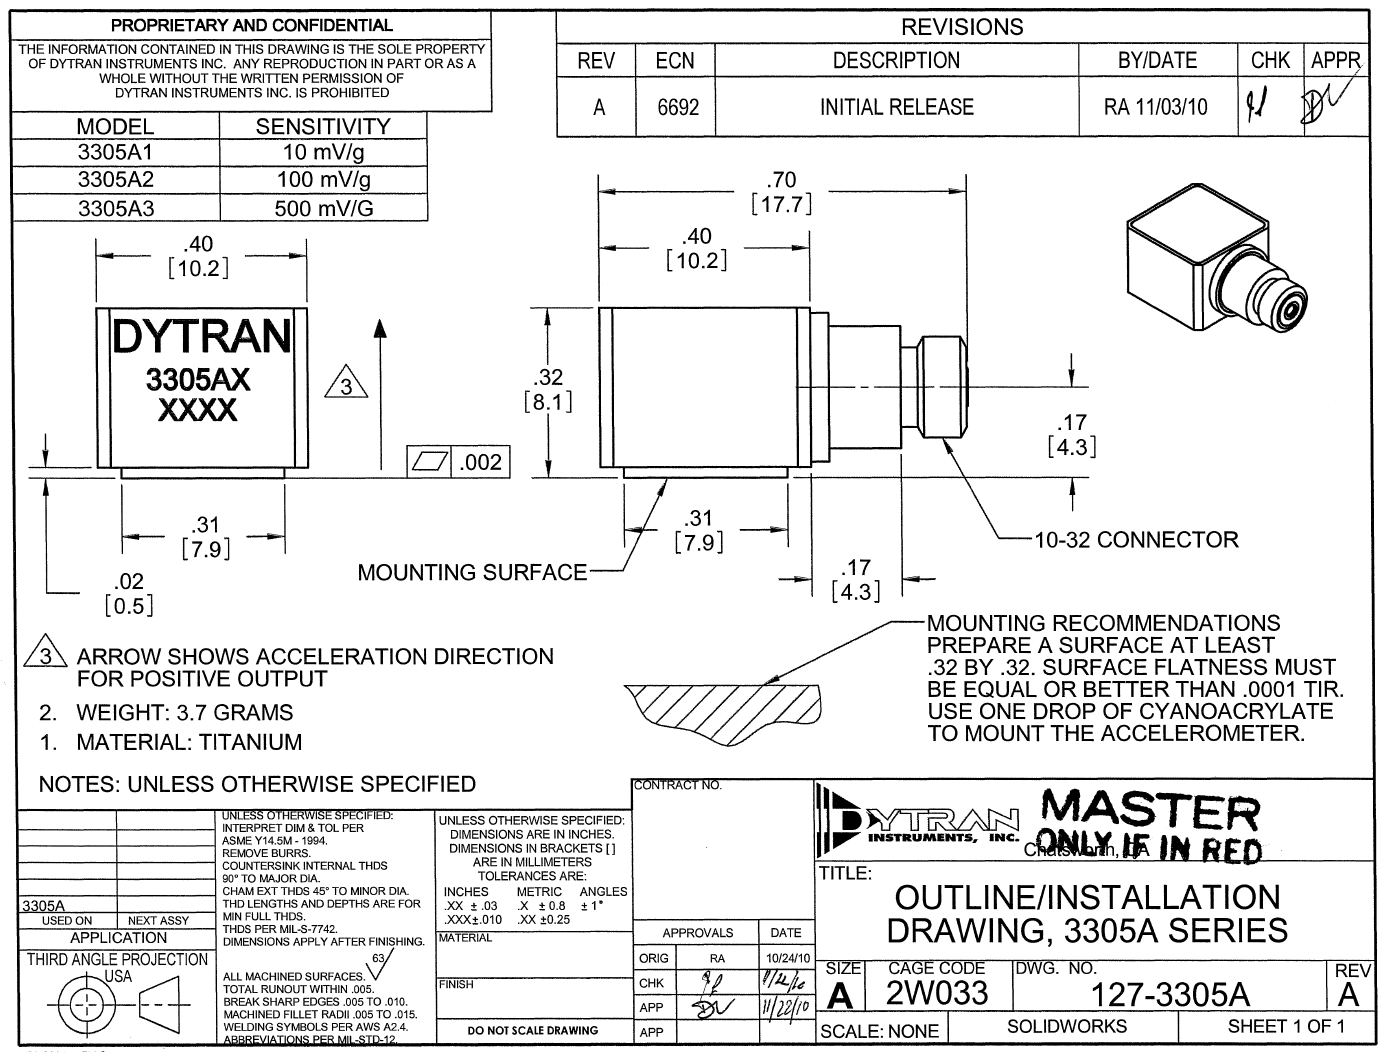 PROPRIETARY AND CONFIDENTIAL
THE INFORMATION CONTAINED IN THIS DRAWING IS THE SOLE PROPERTY
OF DYTRAN INSTRUMENTS INC. ANY REPRODUCTION IN PART OR AS A
WHOLE WITHOUT THE WRITTEN PERMISSION OF
DYTRAN INSTRUMENTS INC. IS PROHIBITED
REVISIONS
REV ECN DESCRIPTION BY/DATE CHK APPR
A 6692 INITIAL RELEASE RA 11/03/10
MODEL SENSITIVITY
3305A1 10 mV/g
3305A2 100 mV/g
3305A3 500 mV/G
.40
[10.2]
DYTRAN
3305AX
XXXX
3
.002
.31
[7.9]
.02
[0.5]
.70
[17.7]
.40
[10.2]
.32
[8.1]
.17
[4.3]
.31
[7.9]
.17
[4.3]
10-32 CONNECTOR
MOUNTING SURFACE
MOUNTING RECOMMENDATIONS
PREPARE A SURFACE AT LEAST
.32 BY .32. SURFACE FLATNESS MUST
BE EQUAL OR BETTER THAN .0001 TIR.
USE ONE DROP OF CYANOACRYLATE
TO MOUNT THE ACCELEROMETER.
3 ARROW SHOWS ACCELERATION DIRECTION
FOR POSITIVE OUTPUT
2. WEIGHT: 3.7 GRAMS
1. MATERIAL: TITANIUM
NOTES: UNLESS OTHERWISE SPECIFIED
3305A
USED ON NEXT ASSY
APPLICATION
THIRD ANGLE PROJECTION
USA
UNLESS OTHERWISE SPECIFIED:
INTERPRET DIM & TOL PER
ASME Y14.5M - 1994.
REMOVE BURRS.
COUNTERSINK INTERNAL THDS
90° TO MAJOR DIA.
CHAM EXT THDS 45° TO MINOR DIA.
THD LENGTHS AND DEPTHS ARE FOR
MIN FULL THDS.
THDS PER MIL-S-7742.
DIMENSIONS APPLY AFTER FINISHING.
63
ALL MACHINED SURFACES.
TOTAL RUNOUT WITHIN .005.
BREAK SHARP EDGES .005 TO .010.
MACHINED FILLET RADII .005 TO .015.
WELDING SYMBOLS PER AWS A2.4.
ABBREVIATIONS PER MIL-STD-12.
UNLESS OTHERWISE SPECIFIED:
DIMENSIONS ARE IN INCHES.
DIMENSIONS IN BRACKETS [ ]
ARE IN MILLIMETERS
TOLERANCES ARE:
INCHES METRIC ANGLES
.XX ± .03 .X ± 0.8 ± 1°
.XXX±.010 .XX ±0.25
MATERIAL
FINISH
DO NOT SCALE DRAWING
CONTRACT NO.
APPROVALS DATE
ORIG RA 10/24/10
CHK
APP 11/22/10
APP
DYTRAN
INSTRUMENTS, INC.
Chatsworth, CA
MASTER
ONLY IF IN RED
TITLE:
OUTLINE/INSTALLATION
DRAWING, 3305A SERIES
SIZE CAGE CODE DWG. NO. REV
A 2W033 127-3305A A
SCALE: NONE SOLIDWORKS SHEET 1 OF 1